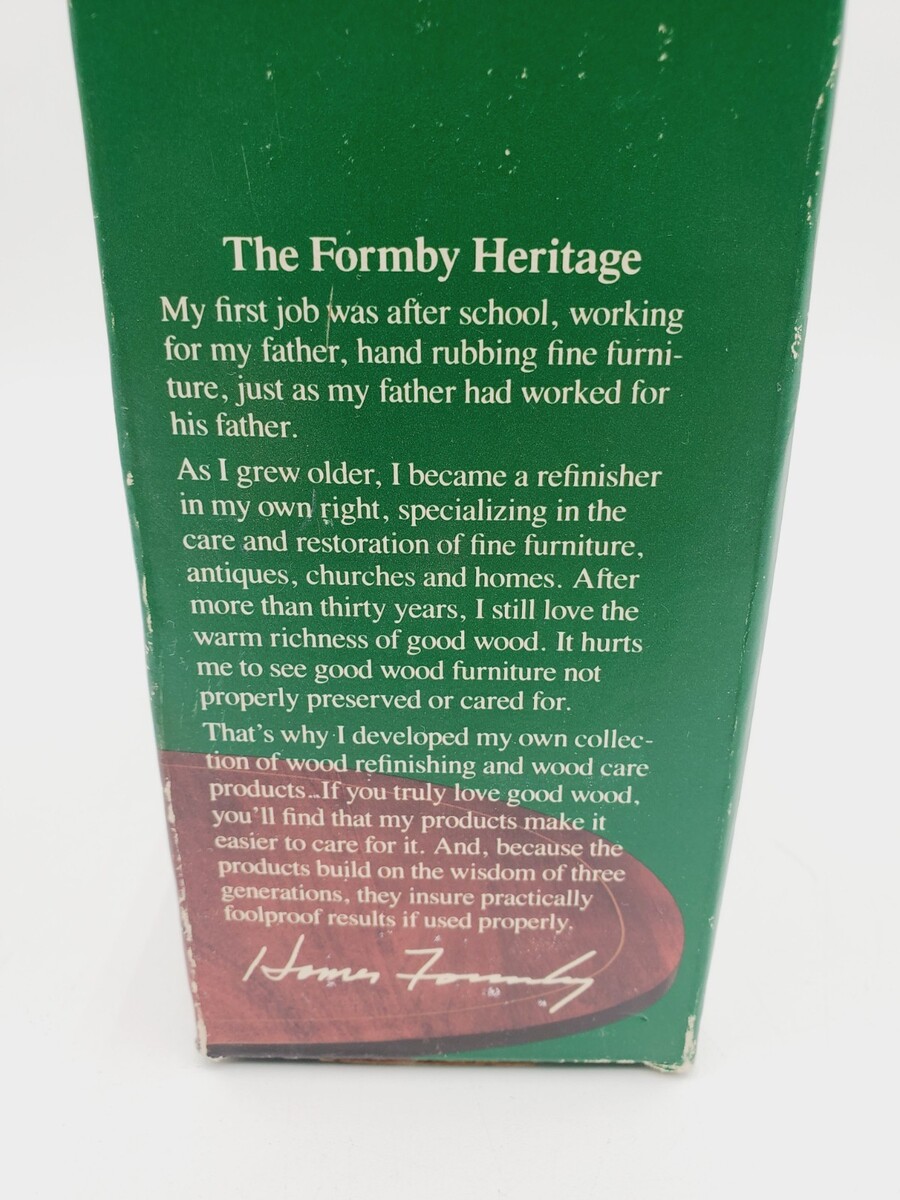 The Formby Heritage
My first job was after school, working
for my father, hand rubbing fine furni-
ture, just as my father had worked for
his father.
As I grew older, I became a refinisher
in my own right, specializing in the
care and restoration of fine furniture,
antiques, churches and homes. After
more than thirty years, I still love the
warm richness of good wood. It hurts
me to see good wood furniture not
properly preserved or cared for.
That's why I developed my own collec-
tion of wood refinishing and wood care
products...If you truly love good wood,
you'll find that my products make it
easier to care for it. And, because the
products build on the wisdom of three
generations, they insure practically
foolproof results if used properly.
Homer Formby